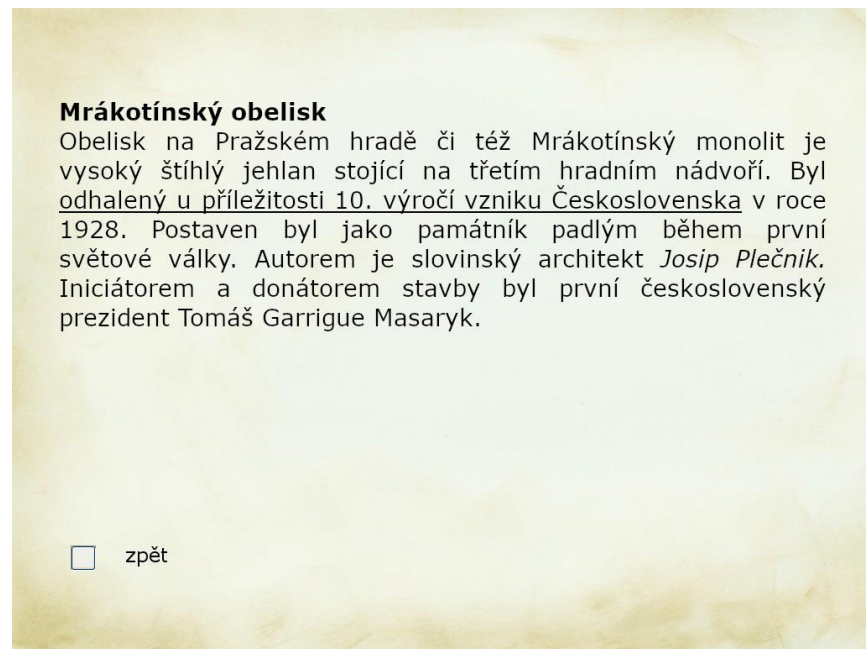 Mrákotínský obelisk
Obelisk na Pražském hradě či též Mrákotínský monolit je
vysoký štíhlý jehlan stojící na třetím hradním nádvoří. Byl
odhalený u příležitosti 10. výročí vzniku Československa v roce
1928. Postaven byl jako památník padlým během první
světové války. Autorem je slovinský architekt Josip Plečnik.
Iniciátorem a donátorem stavby byl první československý
prezident Tomáš Garrigue Masaryk.
zpět